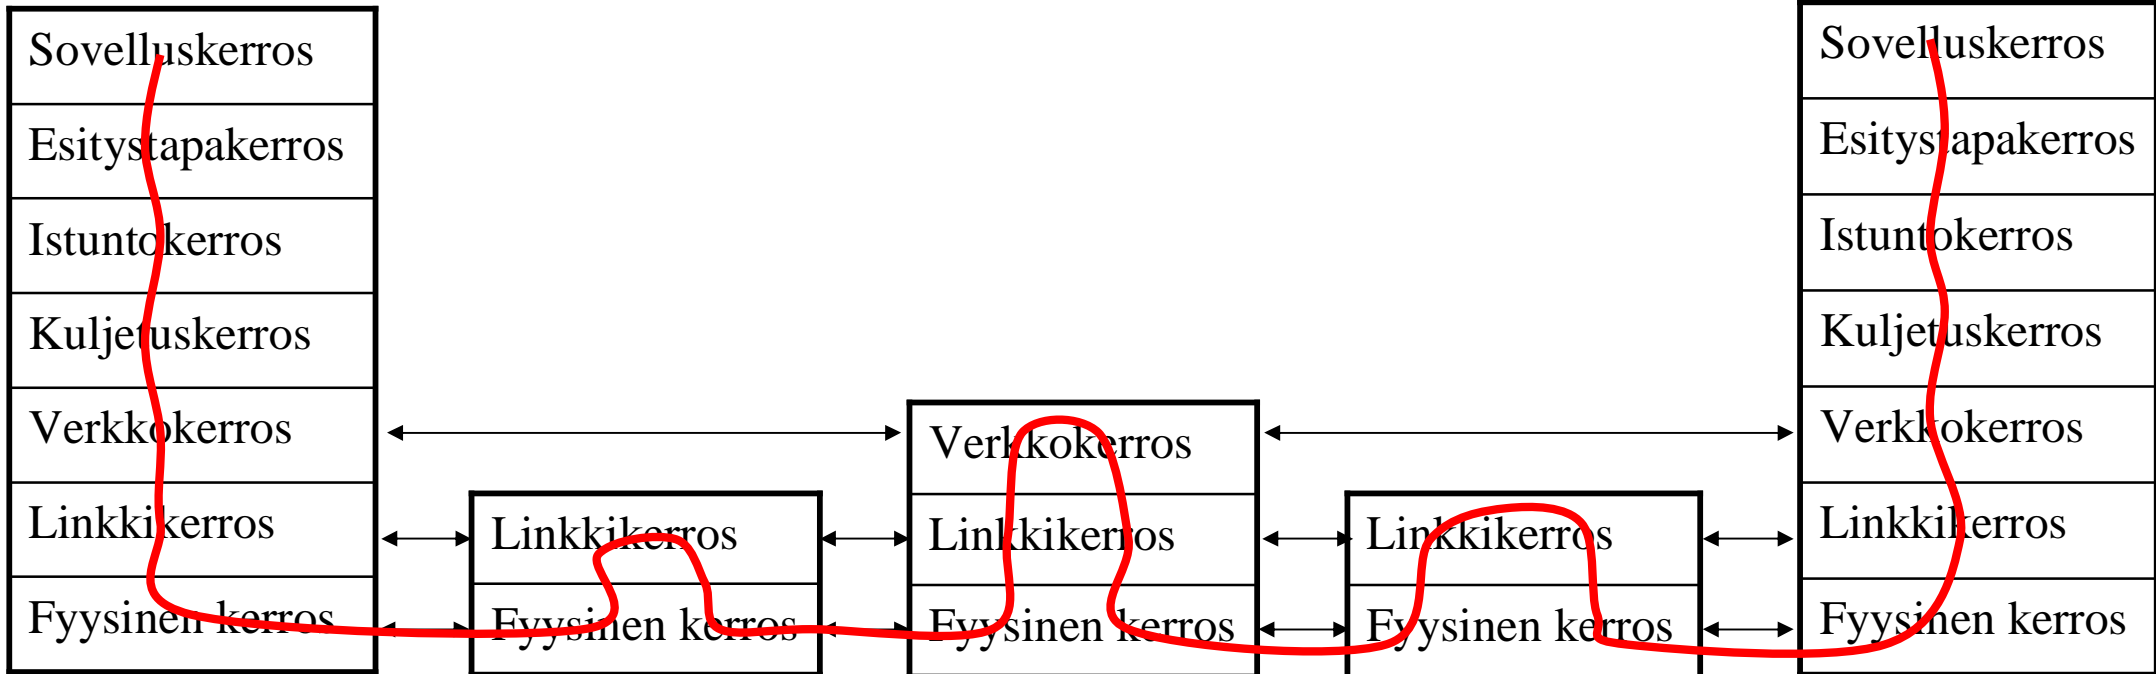 Sovelluskerros
Esitystapakerros
Istuntokerros
Kuljetuskerros
Verkkokerros
Linkkikerros
Fyysinen kerros
Linkkikerros
Fyysinen kerros
Verkkokerros
Linkkikerros
Fyysinen kerros
Linkkikerros
Fyysinen kerros
Sovelluskerros
Esitystapakerros
Istuntokerros
Kuljetuskerros
Verkkokerros
Linkkikerros
Fyysinen kerros